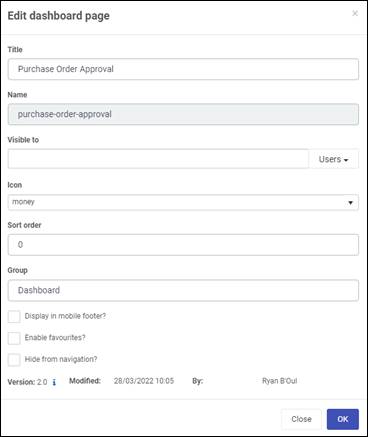 Edit dashboard page ×
Title
Purchase Order Approval
Name
purchase-order-approval
Visible to
Users
Icon
money
Sort order
0
Group
Dashboard
Display in mobile footer?
Enable favourites?
Hide from navigation?
Version: 2.0 i Modified: 28/03/2022 10:05 By: Ryan B'Oul
Close OK